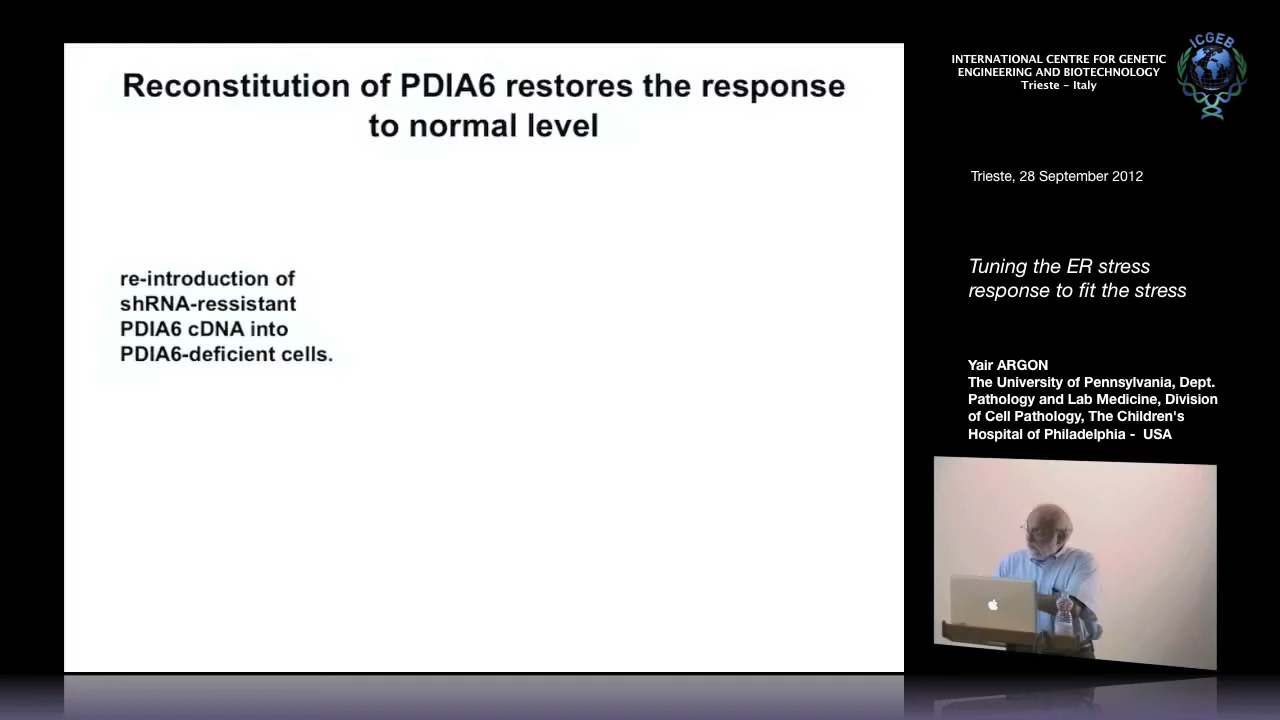 Reconstitution of PDIA6 restores the response
to normal level
re-introduction of
shRNA-ressistant
PDIA6 cDNA into
PDIA6-deficient cells.
ICGEB
INTERNATIONAL CENTRE FOR GENETIC
ENGINEERING AND BIOTECHNOLOGY
Trieste - Italy
Trieste, 28 September 2012
Tuning the ER stress
response to fit the stress
Yair ARGON
The University of Pennsylvania, Dept.
Pathology and Lab Medicine, Division
of Cell Pathology, The Children's
Hospital of Philadelphia - USA